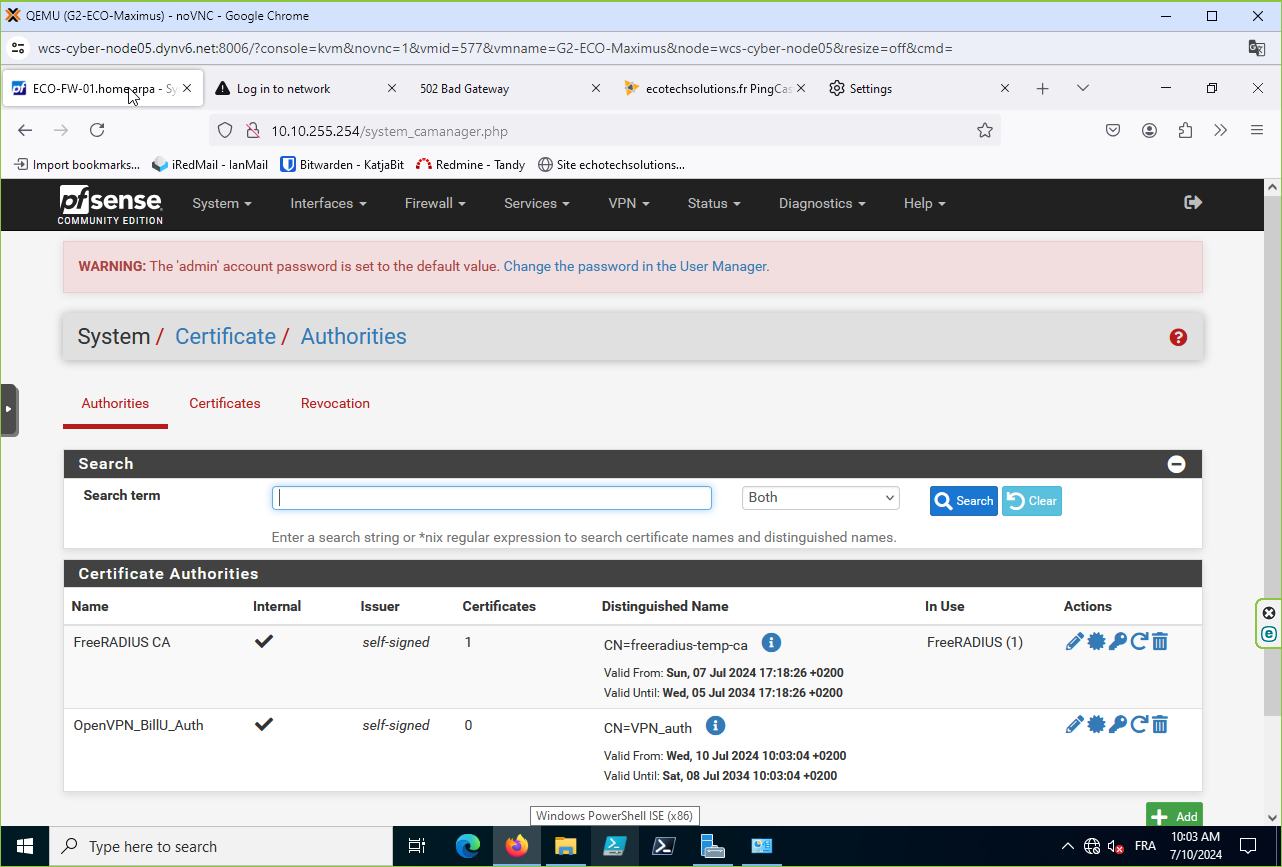 QEMU (G2-ECO-Maximus) - noVNC - Google Chrome
wcs-cyber-node05.dynv6.net:8006/?console=kvm&novnc=1&vmid=577&vmname=G2-ECO-Maximus&node=wcs-cyber-node05&resize=off&cmd=
ECO-FW-01.home.arpa - Sy
Log in to network
502 Bad Gateway
ecotechsolutions.fr PingCas
Settings
10.10.255.254/system_camanager.php
Import bookmarks...
iRedMail - IanMail
Bitwarden - KatjaBit
Redmine - Tandy
Site echotechsolutions...
pfsense
COMMUNITY EDITION
System
Interfaces
Firewall
Services
VPN
Status
Diagnostics
Help
WARNING: The 'admin' account password is set to the default value. Change the password in the User Manager.
System / Certificate / Authorities
Authorities
Certificates
Revocation
Search
Search term
Both
Search
Clear
Enter a search string or *nix regular expression to search certificate names and distinguished names.
Certificate Authorities
Name Internal Issuer Certificates Distinguished Name In Use Actions
FreeRADIUS CA self-signed 1 CN=freeradius-temp-ca FreeRADIUS (1)
Valid From: Sun, 07 Jul 2024 17:18:26 +0200
Valid Until: Wed, 05 Jul 2034 17:18:26 +0200
OpenVPN_BillU_Auth self-signed 0 CN=VPN_auth
Valid From: Wed, 10 Jul 2024 10:03:04 +0200
Valid Until: Sat, 08 Jul 2034 10:03:04 +0200
Windows PowerShell ISE (x86)
Add
Type here to search
FRA
10:03 AM
7/10/2024